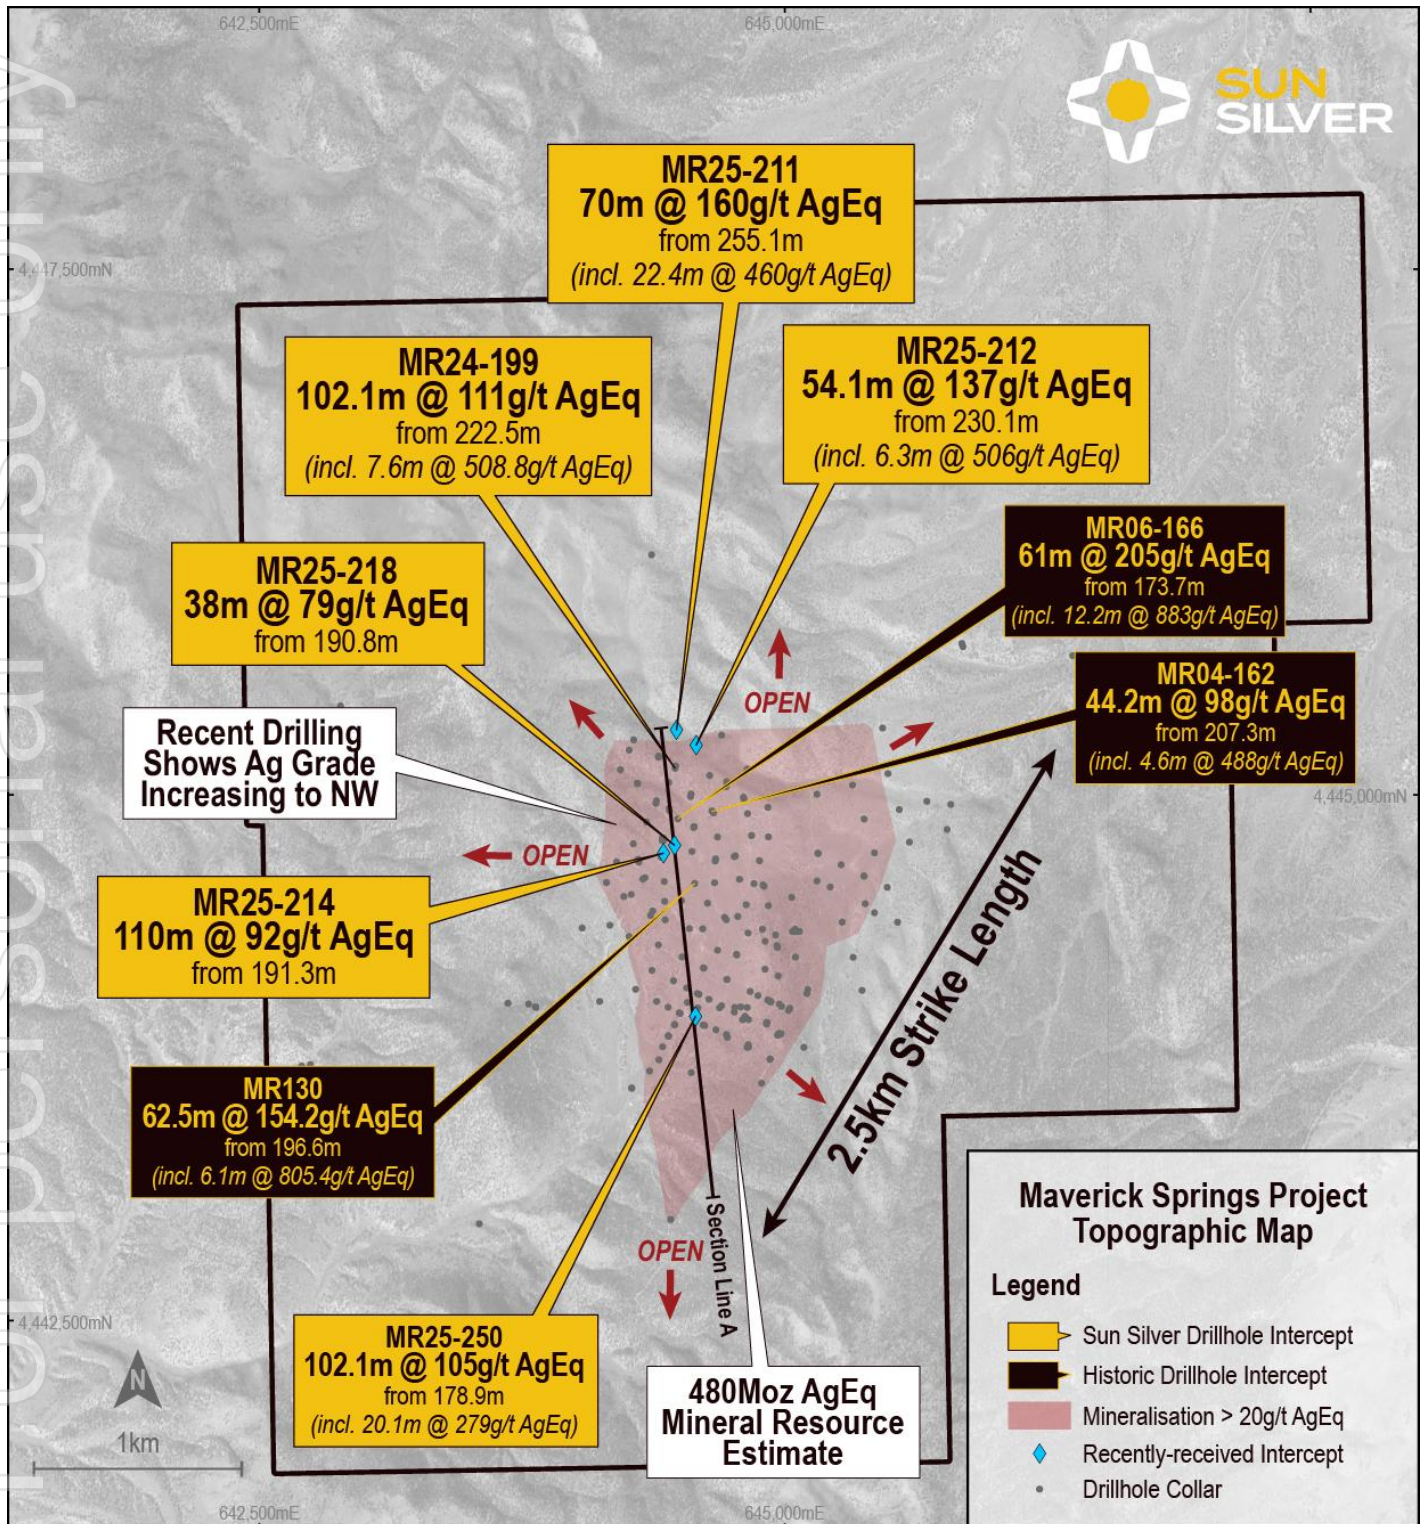 For personal use only
642,500mE
645,000mE
SUN
SILVER
4,447,500mN
MR25-211
70m @ 160g/t AgEq
from 255.1m
(incl. 22.4m @ 460g/t AgEq)
MR24-199
102.1m @ 111g/t AgEq
from 222.5m
(incl. 7.6m @ 508.8g/t AgEq)
MR25-212
54.1m @ 137g/t AgEq
from 230.1m
(incl. 6.3m @ 506g/t AgEq)
MR06-166
61m @ 205g/t AgEq
from 173.7m
(incl. 12.2m @ 883g/t AgEq)
MR25-218
38m @ 79g/t AgEq
from 190.8m
MR04-162
44.2m @ 98g/t AgEq
from 207.3m
(incl. 4.6m @ 488g/t AgEq)
OPEN
Recent Drilling
Shows Ag Grade
Increasing to NW
4,445,000mN
OPEN
MR25-214
110m @ 92g/t AgEq
from 191.3m
2.5km Strike Length
MR130
62.5m @ 154.2g/t AgEq
from 196.6m
(incl. 6.1m @ 805.4g/t AgEq)
OPEN
Section Line A
4,442,500mN
MR25-250
102.1m @ 105g/t AgEq
from 178.9m
(incl. 20.1m @ 279g/t AgEq)
480Moz AgEq
Mineral Resource
Estimate
N
1km
Maverick Springs Project
Topographic Map
Legend
Sun Silver Drillhole Intercept
Historic Drillhole Intercept
Mineralisation > 20g/t AgEq
Recently-received Intercept
Drillhole Collar
642,500mE
645,000mE